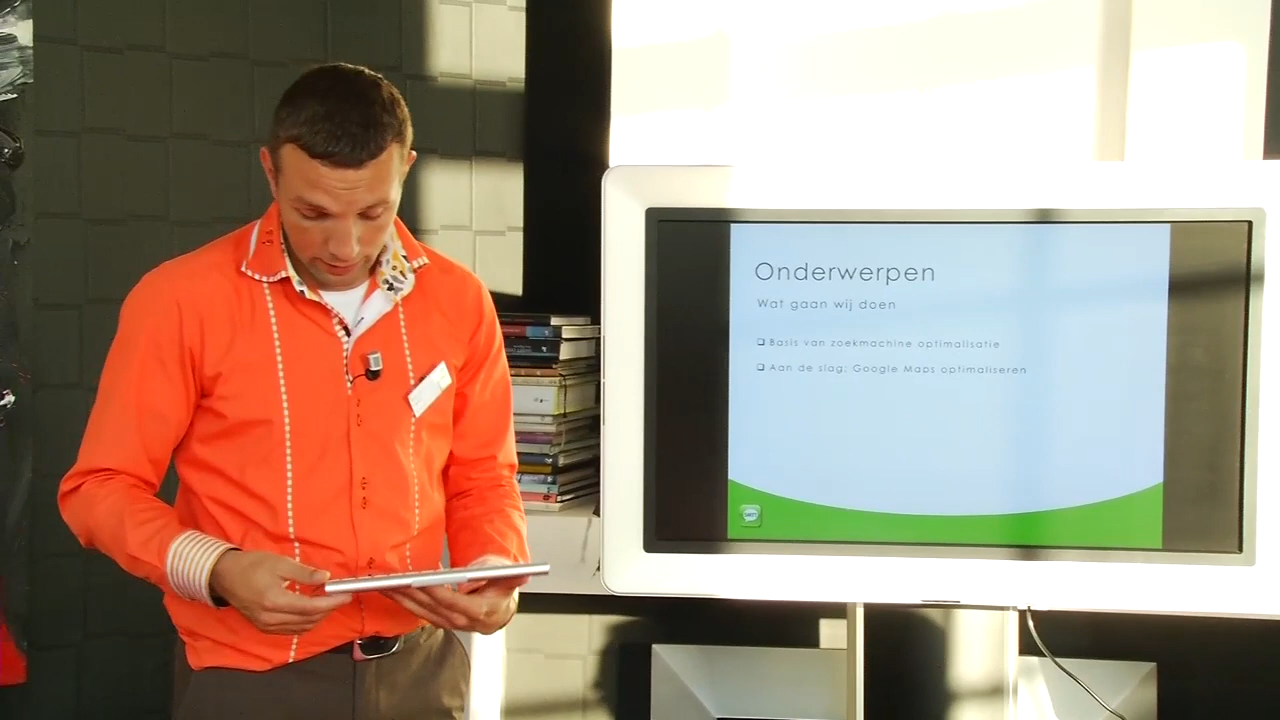 Onderwerpen
Wat gaan wij doen
❑ Basis van zoekmachine optimalisatie
❑ Aan de slag: Google Maps optimaliseren